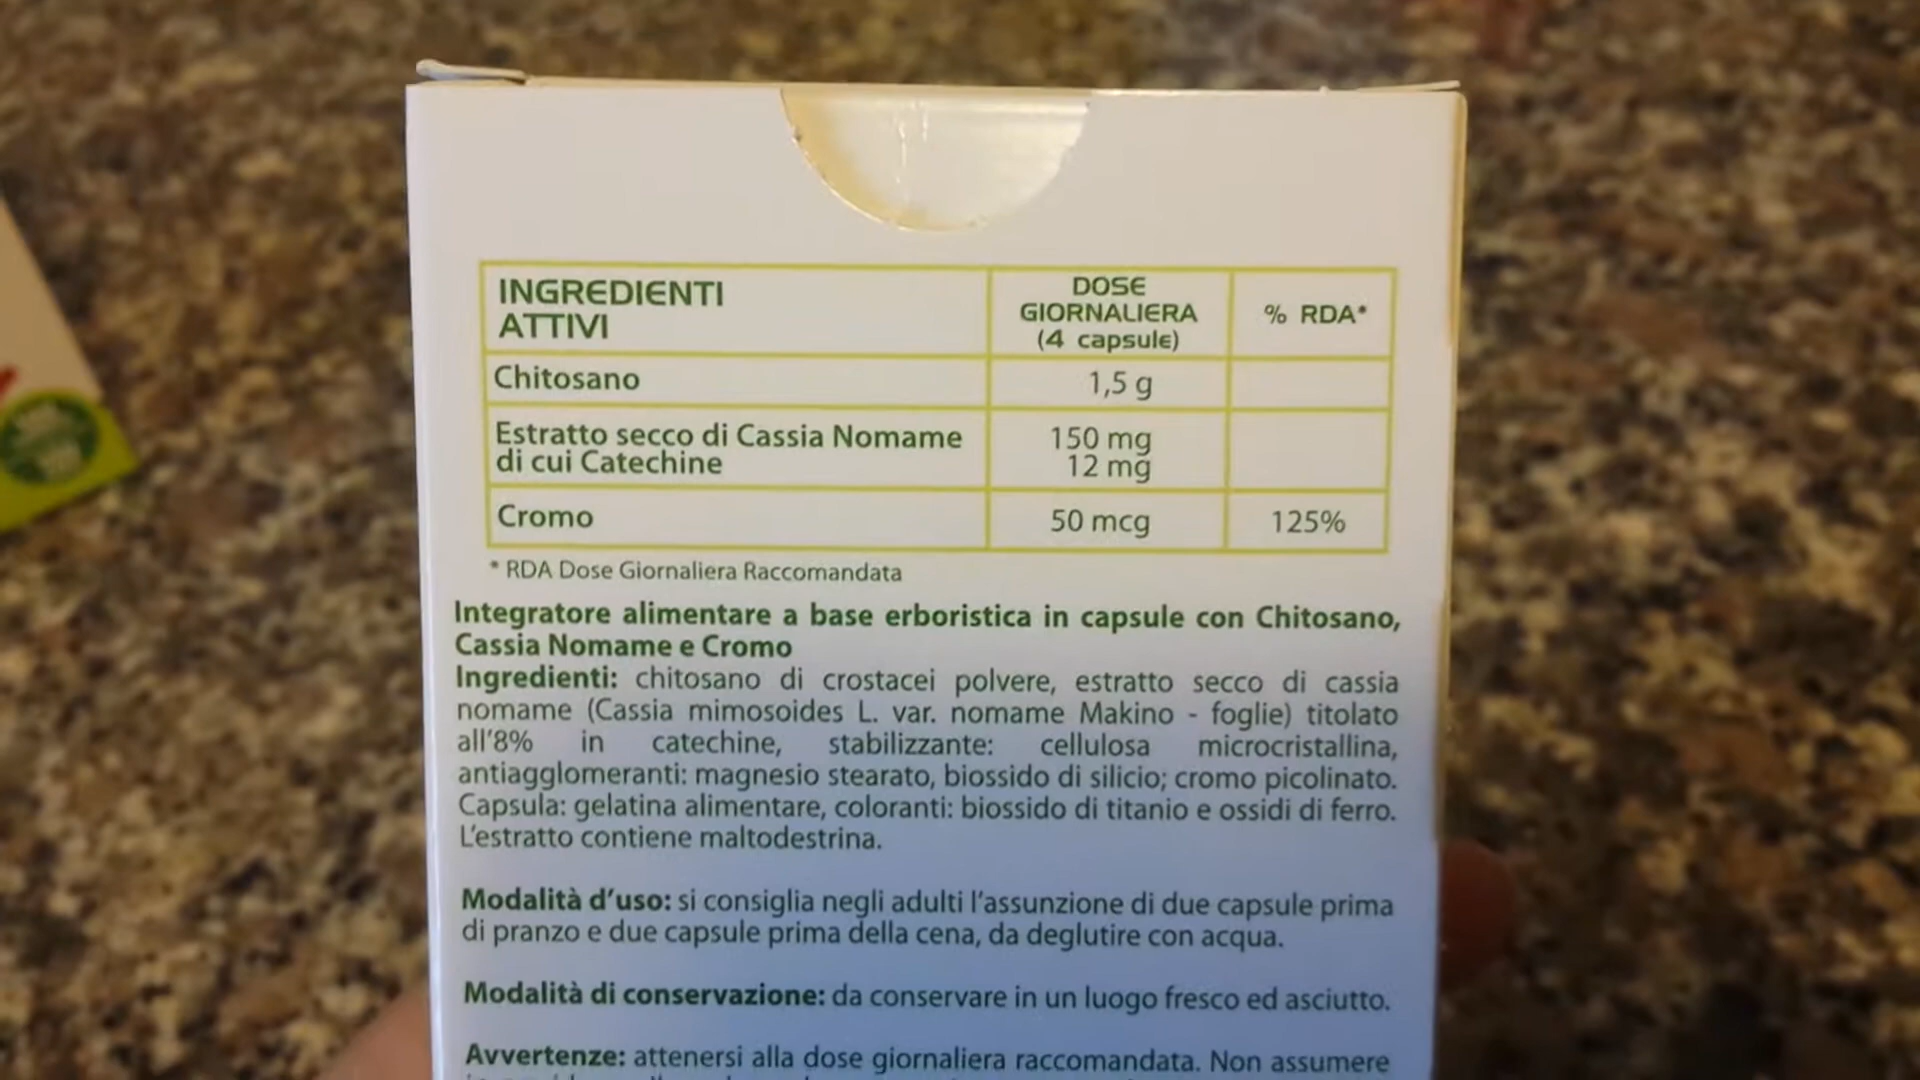 INGREDIENTI
ATTIVI
DOSE
GIORNALIERA
(4 capsule)
% RDA*
Chitosano
1,5 g
Estratto secco di Cassia Nomame
di cui Catechine
150 mg
12 mg
Cromo
50 mcg
125%
* RDA Dose Giornaliera Raccomandata
Integratore alimentare a base erboristica in capsule con Chitosano,
Cassia Nomame e Cromo
Ingredienti: chitosano di crostacei polvere, estratto secco di cassia
nomame (Cassia mimosoides L. var. nomame Makino - foglie) titolato
all'8% in catechine, stabilizzante: cellulosa microcristallina,
antiagglomeranti: magnesio stearato, biossido di silicio; cromo picolinato.
Capsula: gelatina alimentare, coloranti: biossido di titanio e ossidi di ferro.
L'estratto contiene maltodestrina.
Modalità d'uso: si consiglia negli adulti l'assunzione di due capsule prima
di pranzo e due capsule prima della cena, da deglutire con acqua.
Modalità di conservazione: da conservare in un luogo fresco ed asciutto.
Avvertenze: attenersi alla dose giornaliera raccomandata. Non assumere